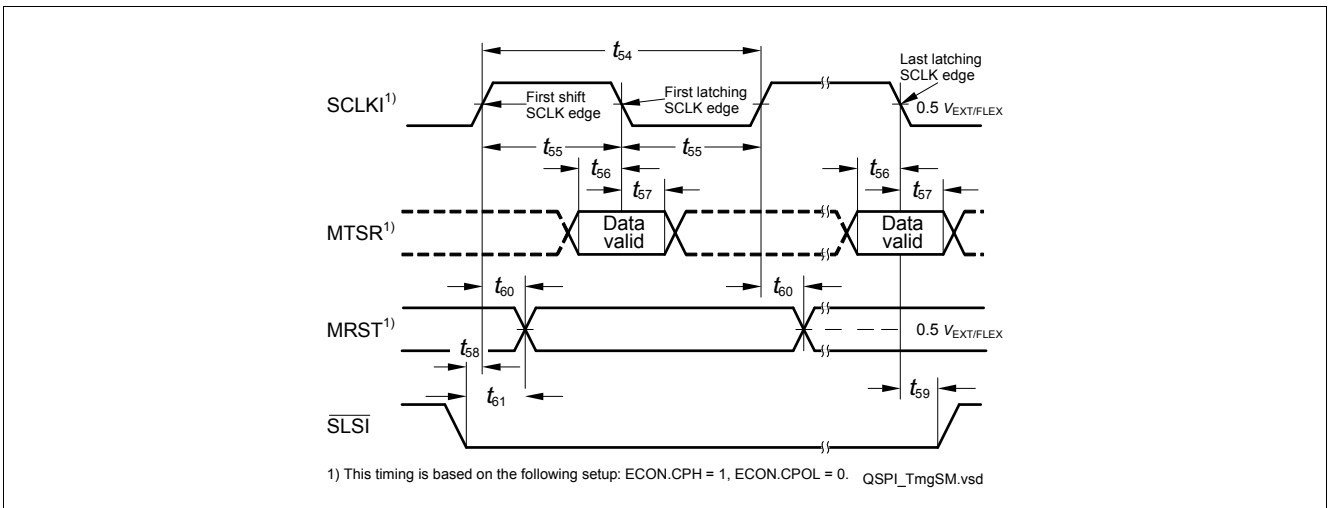 t54
Last latching
SCLK edge
SCLKI1)
First shift
SCLK edge
First latching
SCLK edge
0.5 VEXT/FLEX
t55
t55
t56
t56
t57
t57
MTSR1)
Data
valid
Data
valid
t60
t60
MRST1)
0.5 VEXT/FLEX
t58
t61
t59
SLSI
1) This timing is based on the following setup: ECON.CPH = 1, ECON.CPOL = 0.
QSPI_TmgSM.vsd